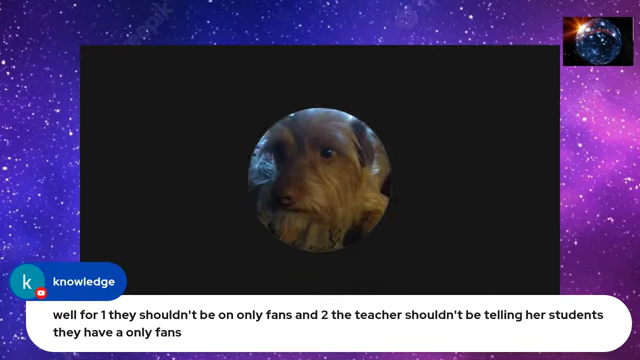 k
knowledge
well for 1 they shouldn't be on only fans and 2 the teacher shouldn't be telling her students
they have a only fans